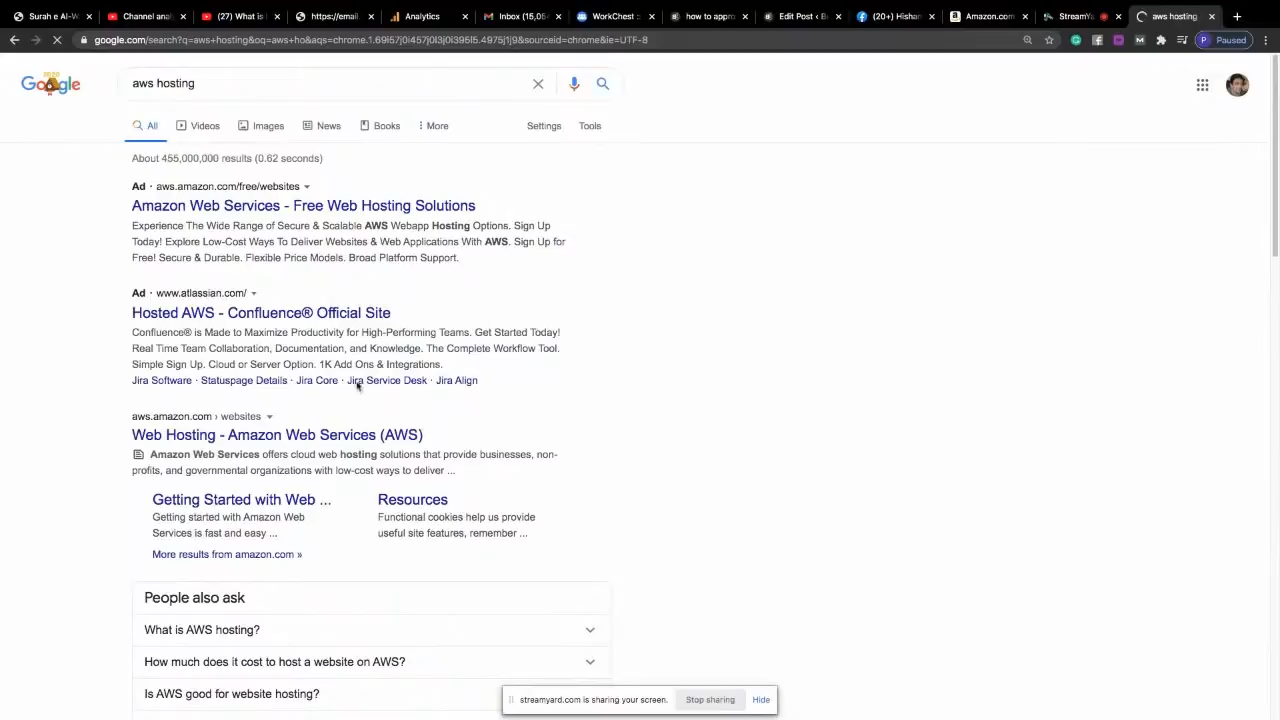 Surah e Al-W
Channel anal
(27) What is
https://email.
Analytics
Inbox (15,05
WorkChest :
how to appro
Edit Post ‹ B
(20+) Hisham
Amazon.com
StreamYa
aws hosting
google.com/search?q=aws+hosting&oq=aws+ho&aqs=chrome.1.69i57j0i457j0l3j0i395l5.4975j1j9&sourceid=chrome&ie=UTF-8
Paused
Google
aws hosting
All
Videos
Images
News
Books
More
Settings
Tools
About 455,000,000 results (0.62 seconds)
Ad · aws.amazon.com/free/websites
Amazon Web Services - Free Web Hosting Solutions
Experience The Wide Range of Secure & Scalable AWS Webapp Hosting Options. Sign Up
Today! Explore Low-Cost Ways To Deliver Websites & Web Applications With AWS. Sign Up for
Free! Secure & Durable. Flexible Price Models. Broad Platform Support.
Ad · www.atlassian.com/
Hosted AWS - Confluence® Official Site
Confluence® is Made to Maximize Productivity for High-Performing Teams. Get Started Today!
Real Time Team Collaboration, Documentation, and Knowledge. The Complete Workflow Tool.
Simple Sign Up. Cloud or Server Option. 1K Add Ons & Integrations.
Jira Software · Statuspage Details · Jira Core · Jira Service Desk · Jira Align
aws.amazon.com › websites
Web Hosting - Amazon Web Services (AWS)
Amazon Web Services offers cloud web hosting solutions that provide businesses, non-
profits, and governmental organizations with low-cost ways to deliver ...
Getting Started with Web ...
Getting started with Amazon Web
Services is fast and easy ...
Resources
Functional cookies help us provide
useful site features, remember ...
More results from amazon.com »
People also ask
What is AWS hosting?
How much does it cost to host a website on AWS?
Is AWS good for website hosting?
streamyard.com is sharing your screen.
Stop sharing
Hide